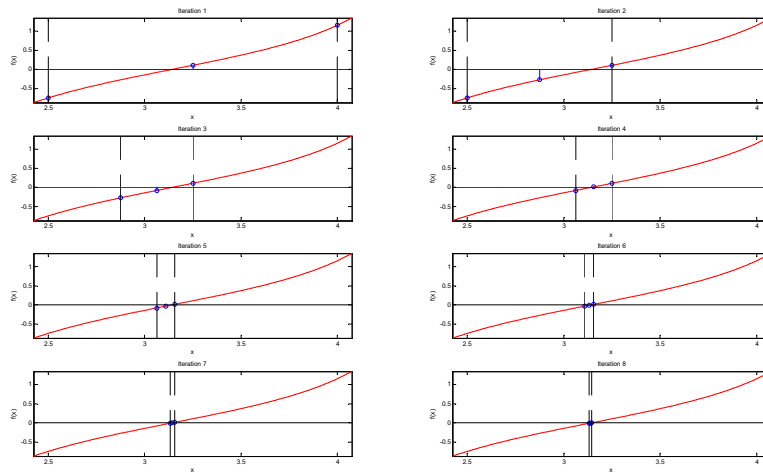 Iteration 1
1
0.5
0
-0.5
f(x)
2.5 3 3.5 4
x
Iteration 2
1
0.5
0
-0.5
f(x)
2.5 3 3.5 4
x
Iteration 3
1
0.5
0
-0.5
f(x)
2.5 3 3.5 4
x
Iteration 4
1
0.5
0
-0.5
f(x)
2.5 3 3.5 4
x
Iteration 5
1
0.5
0
-0.5
f(x)
2.5 3 3.5 4
x
Iteration 6
1
0.5
0
-0.5
f(x)
2.5 3 3.5 4
x
Iteration 7
1
0.5
0
-0.5
f(x)
2.5 3 3.5 4
x
Iteration 8
1
0.5
0
-0.5
f(x)
2.5 3 3.5 4
x